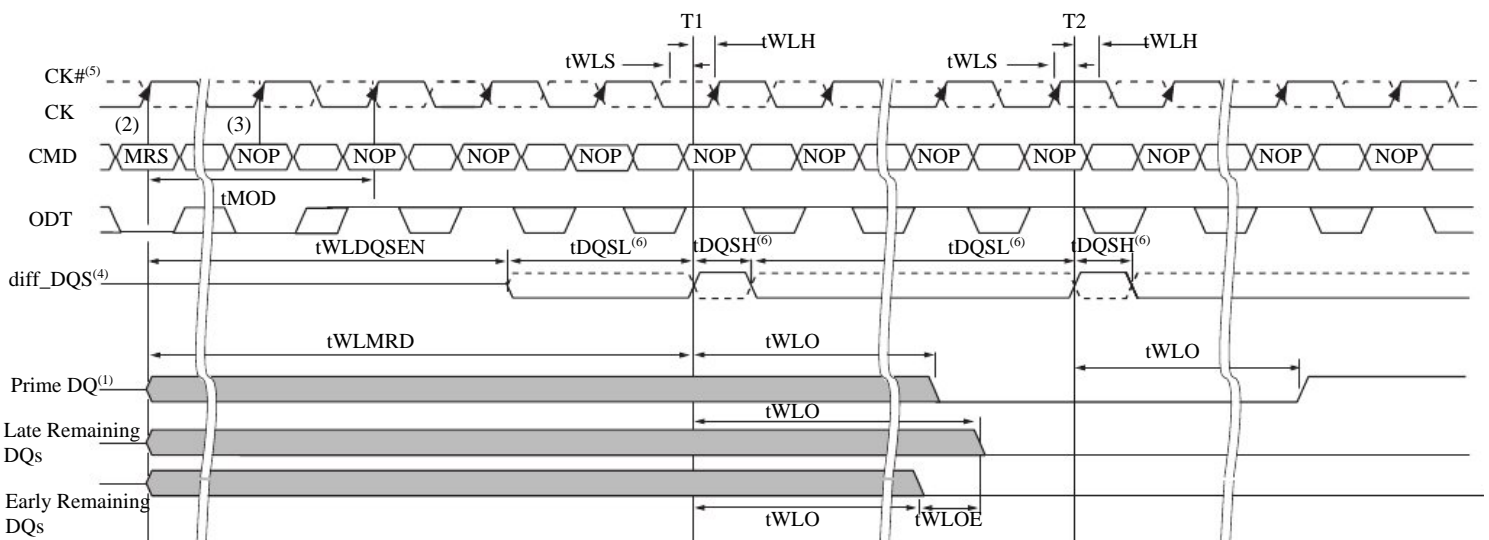 T1 T2
tWLH tWLH
tWLS tWLS
CK#(5)
CK
(2) (3)
CMD MRS NOP NOP NOP NOP NOP NOP NOP NOP NOP NOP NOP
tMOD
ODT
tWLDQSEN tDQSL(6) tDQSH(6) tDQSL(6) tDQSH(6)
diff_DQS(4)
tWLMRD tWLO tWLO
Prime DQ(1)
tWLO
Late Remaining
DQs
Early Remaining
DQs
tWLO tWLOE